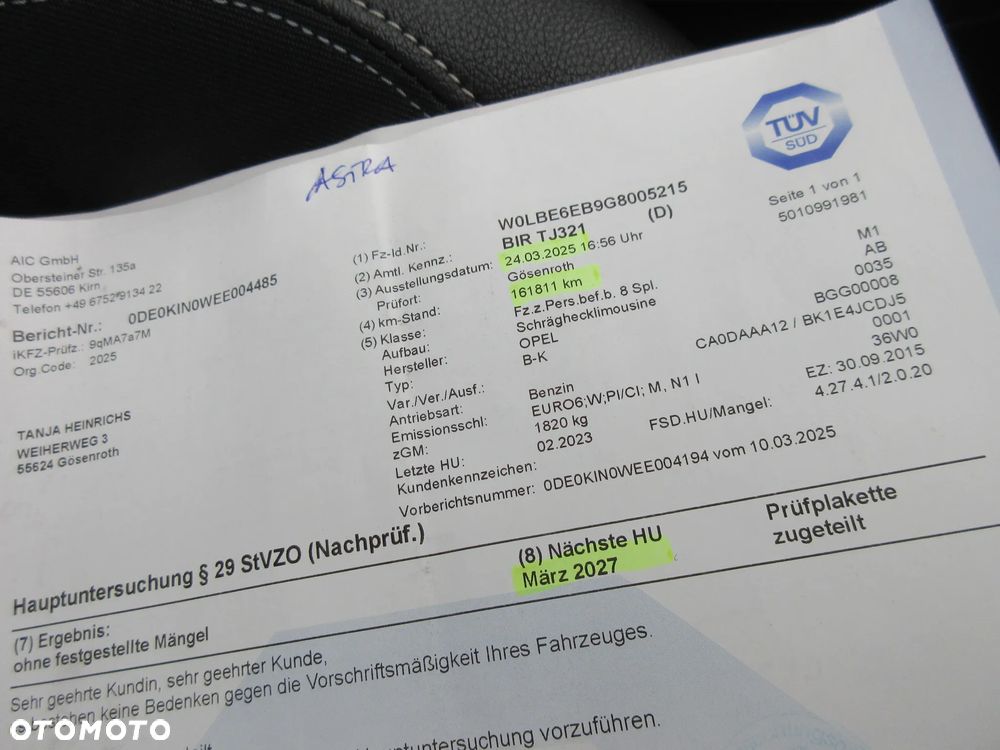 ASTRA
TÜV
SÜD
AIC GmbH
Obersteiner Str. 135a
DE 55606 Kirn
Telefon +49 6752 9134 22
Bericht-Nr.: 0DE0KIN0WEE004485
iKFZ-Prüfz.: 9qMA7a7M
Org.Code: 2025
TANJA HEINRICHS
WEIHERWEG 3
55624 Gösenroth
Seite 1 von 1
5010991981
(1) Fz-Id.Nr.: W0LBE6EB9G8005215
(2) Amtl. Kennz.: BIR TJ321 (D)
(3) Ausstellungsdatum: 24.03.2025 16:56 Uhr
Prüfort: Gösenroth
(4) km-Stand: 161811 km
(5) Klasse: Fz.z.Pers.bef.b. 8 Spl. M1
Aufbau: Schräghecklimousine AB
Hersteller: OPEL 0035
Typ: B-K BGG00008
Var./Ver./Ausf.: CA0DAAA12 / BK1E4JCDJ5
Antriebsart: Benzin 0001
Emissionsschl: EURO6;W;PI/CI; M, N1 I 36W0
zGM: 1820 kg EZ: 30.09.2015
Letzte HU: 02.2023 FSD.HU/Mangel: 4.27.4.1/2.0.20
Kundenkennzeichen:
Vorberichtsnummer: 0DE0KIN0WEE004194 vom 10.03.2025
Hauptuntersuchung § 29 StVZO (Nachprüf.)
(8) Nächste HU
März 2027
Prüfplakette
zugeteilt
(7) Ergebnis:
ohne festgestellte Mängel
Sehr geehrte Kundin, sehr geehrter Kunde,
es bestehen keine Bedenken gegen die Vorschriftsmäßigkeit Ihres Fahrzeuges.
Hauptuntersuchung vorzuführen.
OTOMOTO